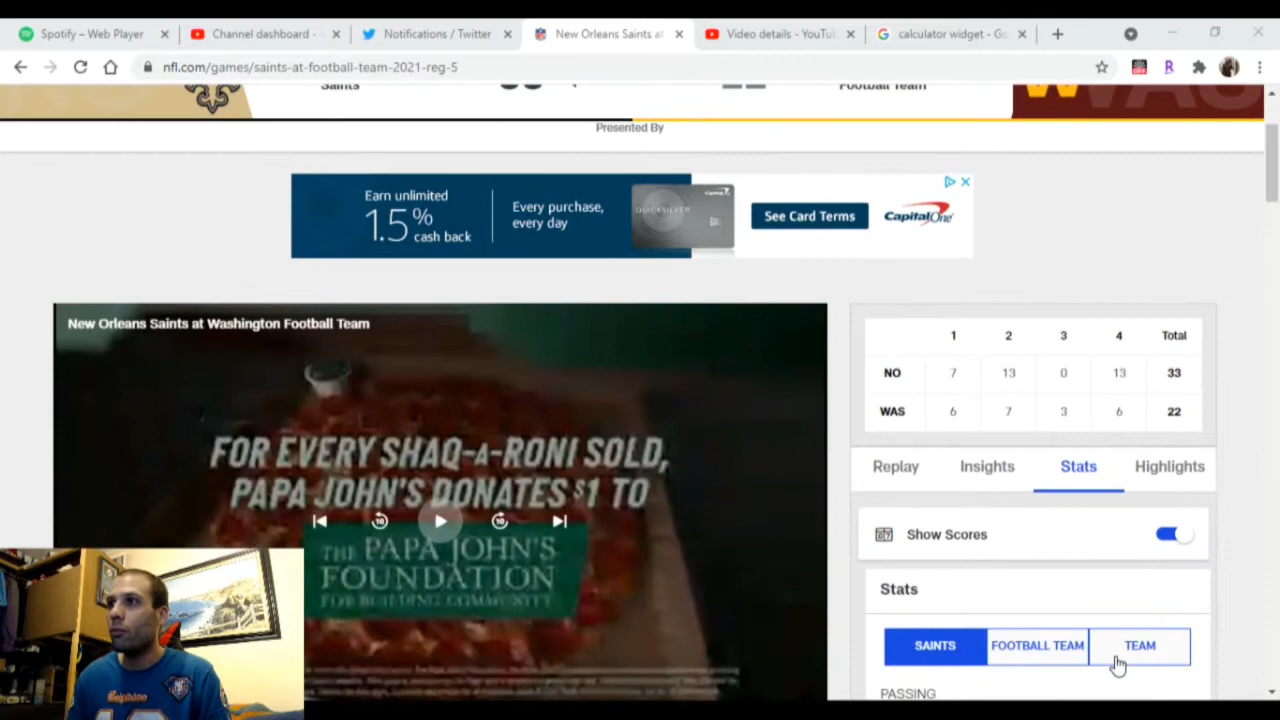 Spotify – Web Player
Channel dashboard -
Notifications / Twitter
New Orleans Saints at
Video details - YouTu
calculator widget - Go
nfl.com/games/saints-at-football-team-2021-reg-5
Saints
Football Team
Presented By
Earn unlimited
1.5%
cash back
Every purchase,
every day
QUICKSILVER
See Card Terms
Capital One
New Orleans Saints at Washington Football Team
FOR EVERY SHAQ-A-RONI SOLD,
PAPA JOHN'S DONATES $1 TO
THE PAPA JOHN'S
FOUNDATION
FOR BUILDING COMMUNITY
1 2 3 4 Total
NO 7 13 0 13 33
WAS 6 7 3 6 22
Replay Insights Stats Highlights
Show Scores
Stats
SAINTS FOOTBALL TEAM TEAM
PASSING